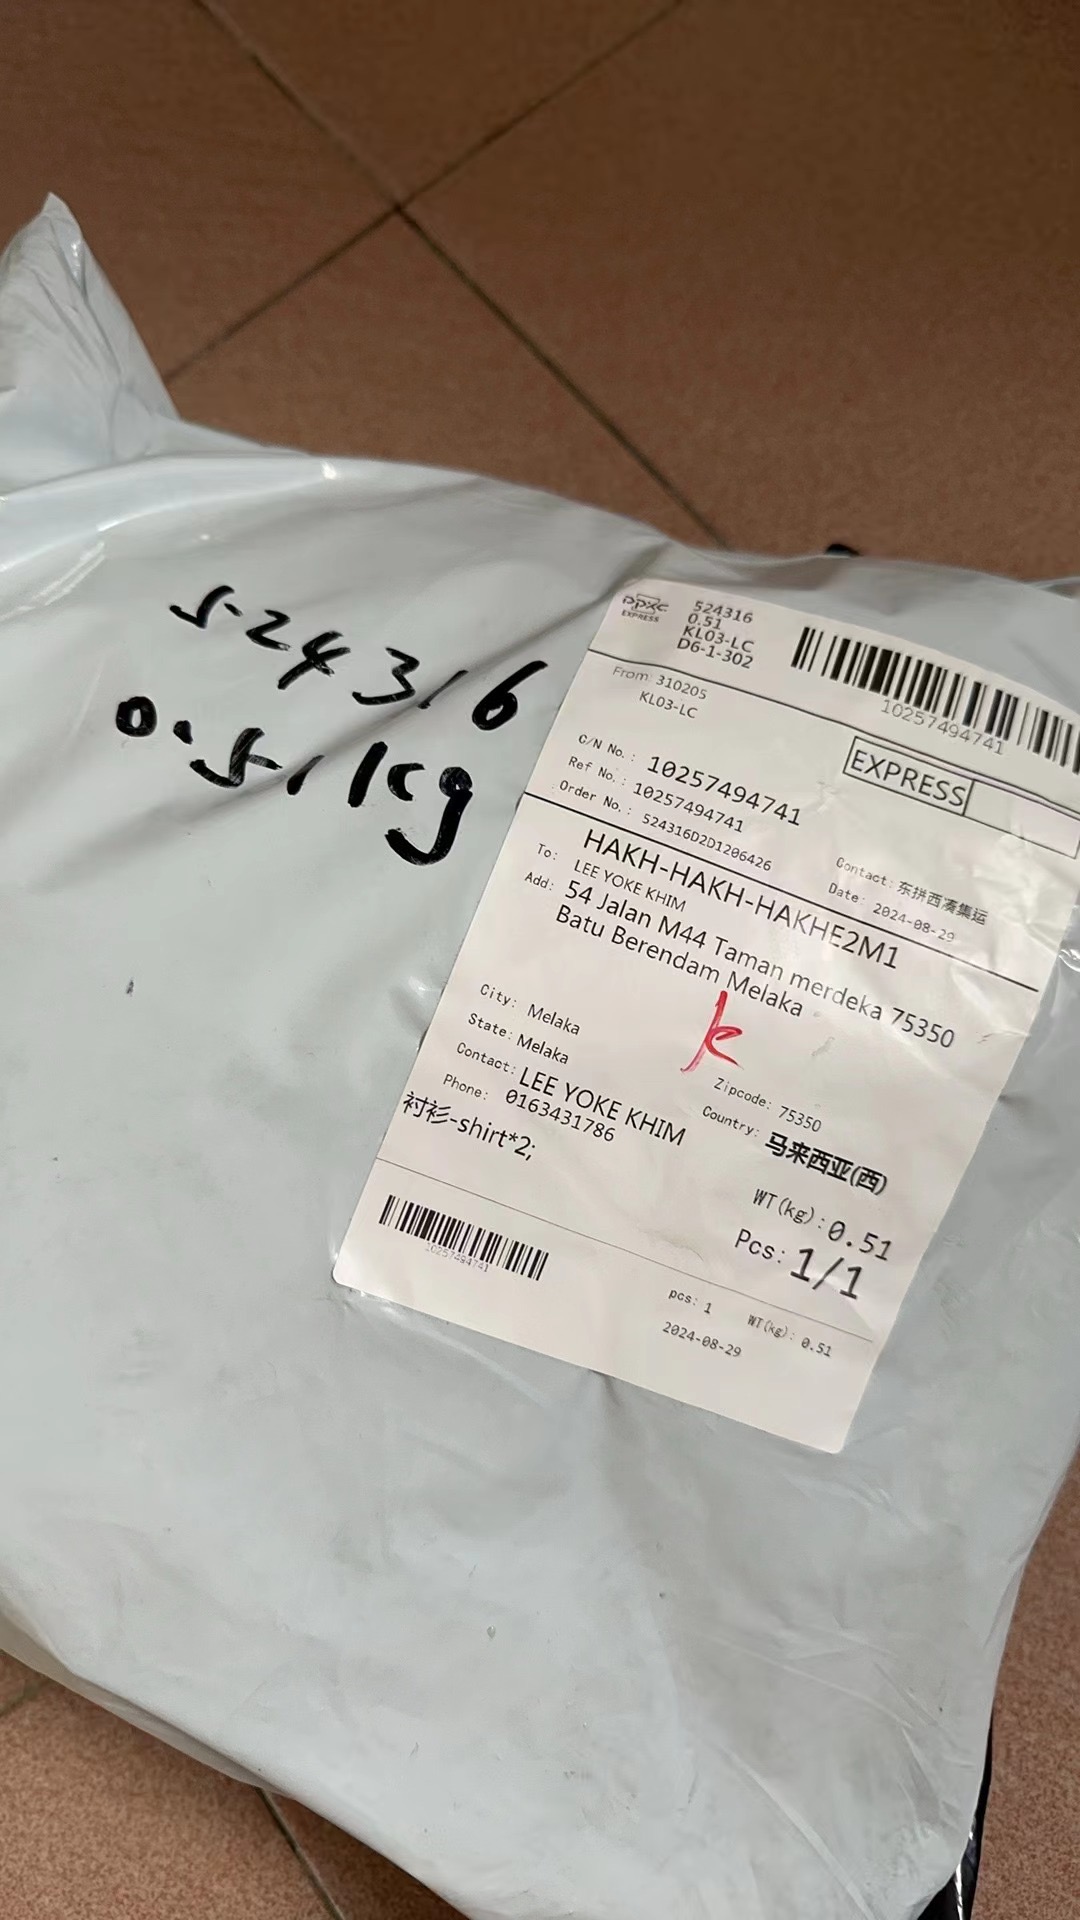 5-24316
0.51kg
ppxc
EXPRESS
524316
0.51
KL03-LC
D6-1-302
10257494741
From: 310205
KL03-LC
EXPRESS
C/N No.: 10257494741
Ref No.: 10257494741
Order No.: 524316D2D1206426
Contact: 东拼西凑集运
Date: 2024-08-29
To: HAKH-HAKH-HAKHE2M1
LEE YOKE KHIM
Add: 54 Jalan M44 Taman merdeka 75350
Batu Berendam Melaka
k
City: Melaka
State: Melaka
Zipcode: 75350
Contact: LEE YOKE KHIM
Country: 马来西亚(西)
Phone: 0163431786
衬衫-shirt*2;
WT(kg): 0.51
Pcs: 1/1
10257494741
pcs: 1 WT(kg): 0.51
2024-08-29